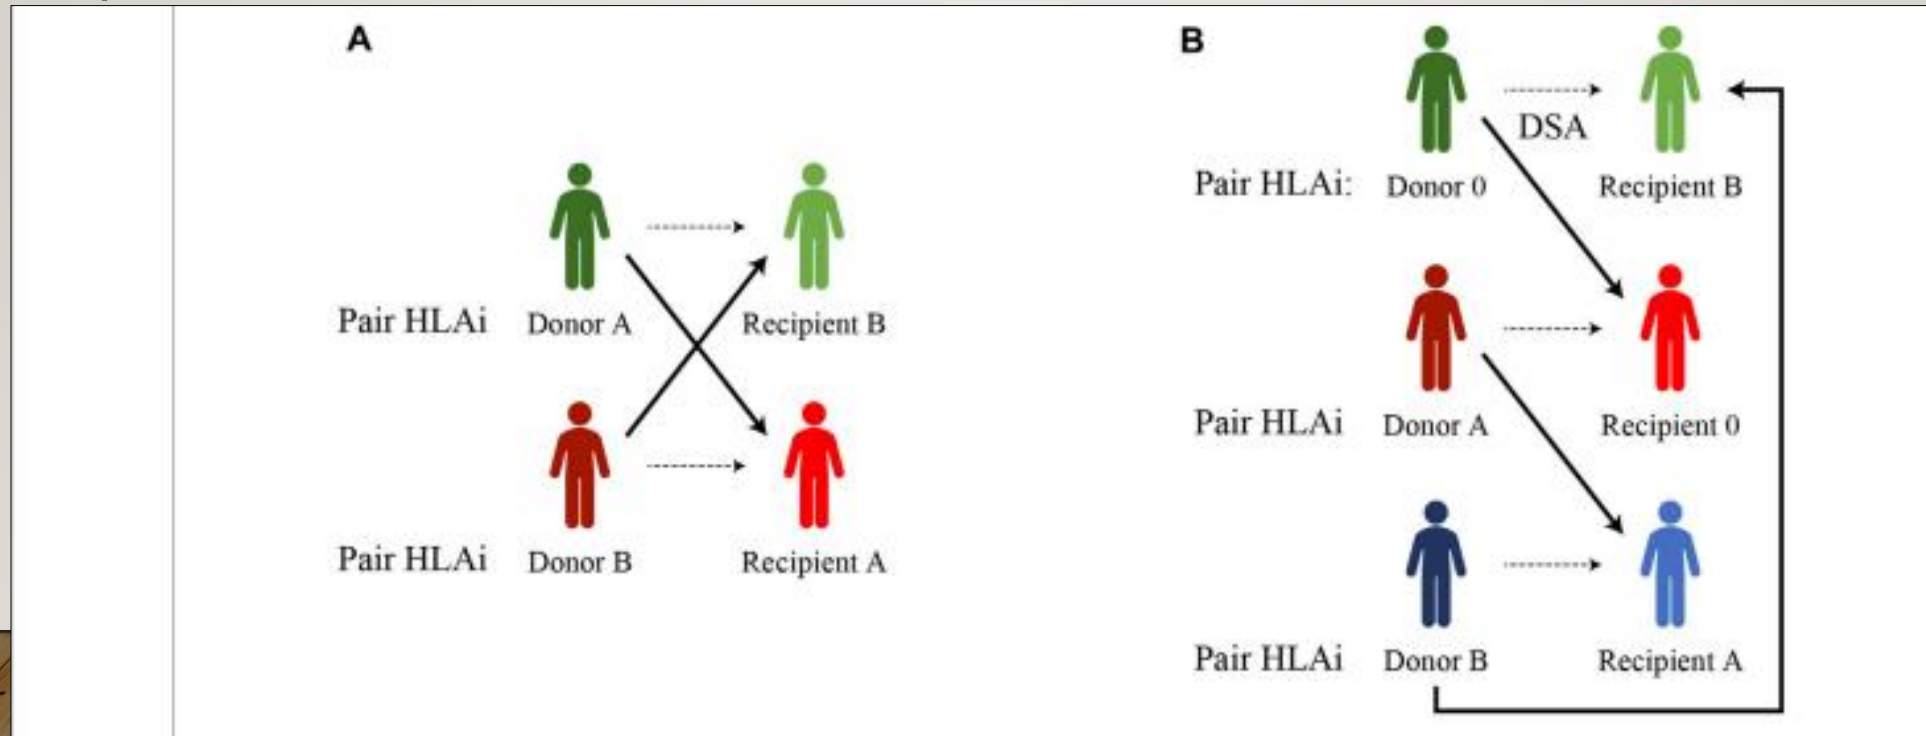 A
Pair HLAi Donor A Recipient B
Pair HLAi Donor B Recipient A
B
DSA
Pair HLAi: Donor 0 Recipient B
Pair HLAi Donor A Recipient 0
Pair HLAi Donor B Recipient A